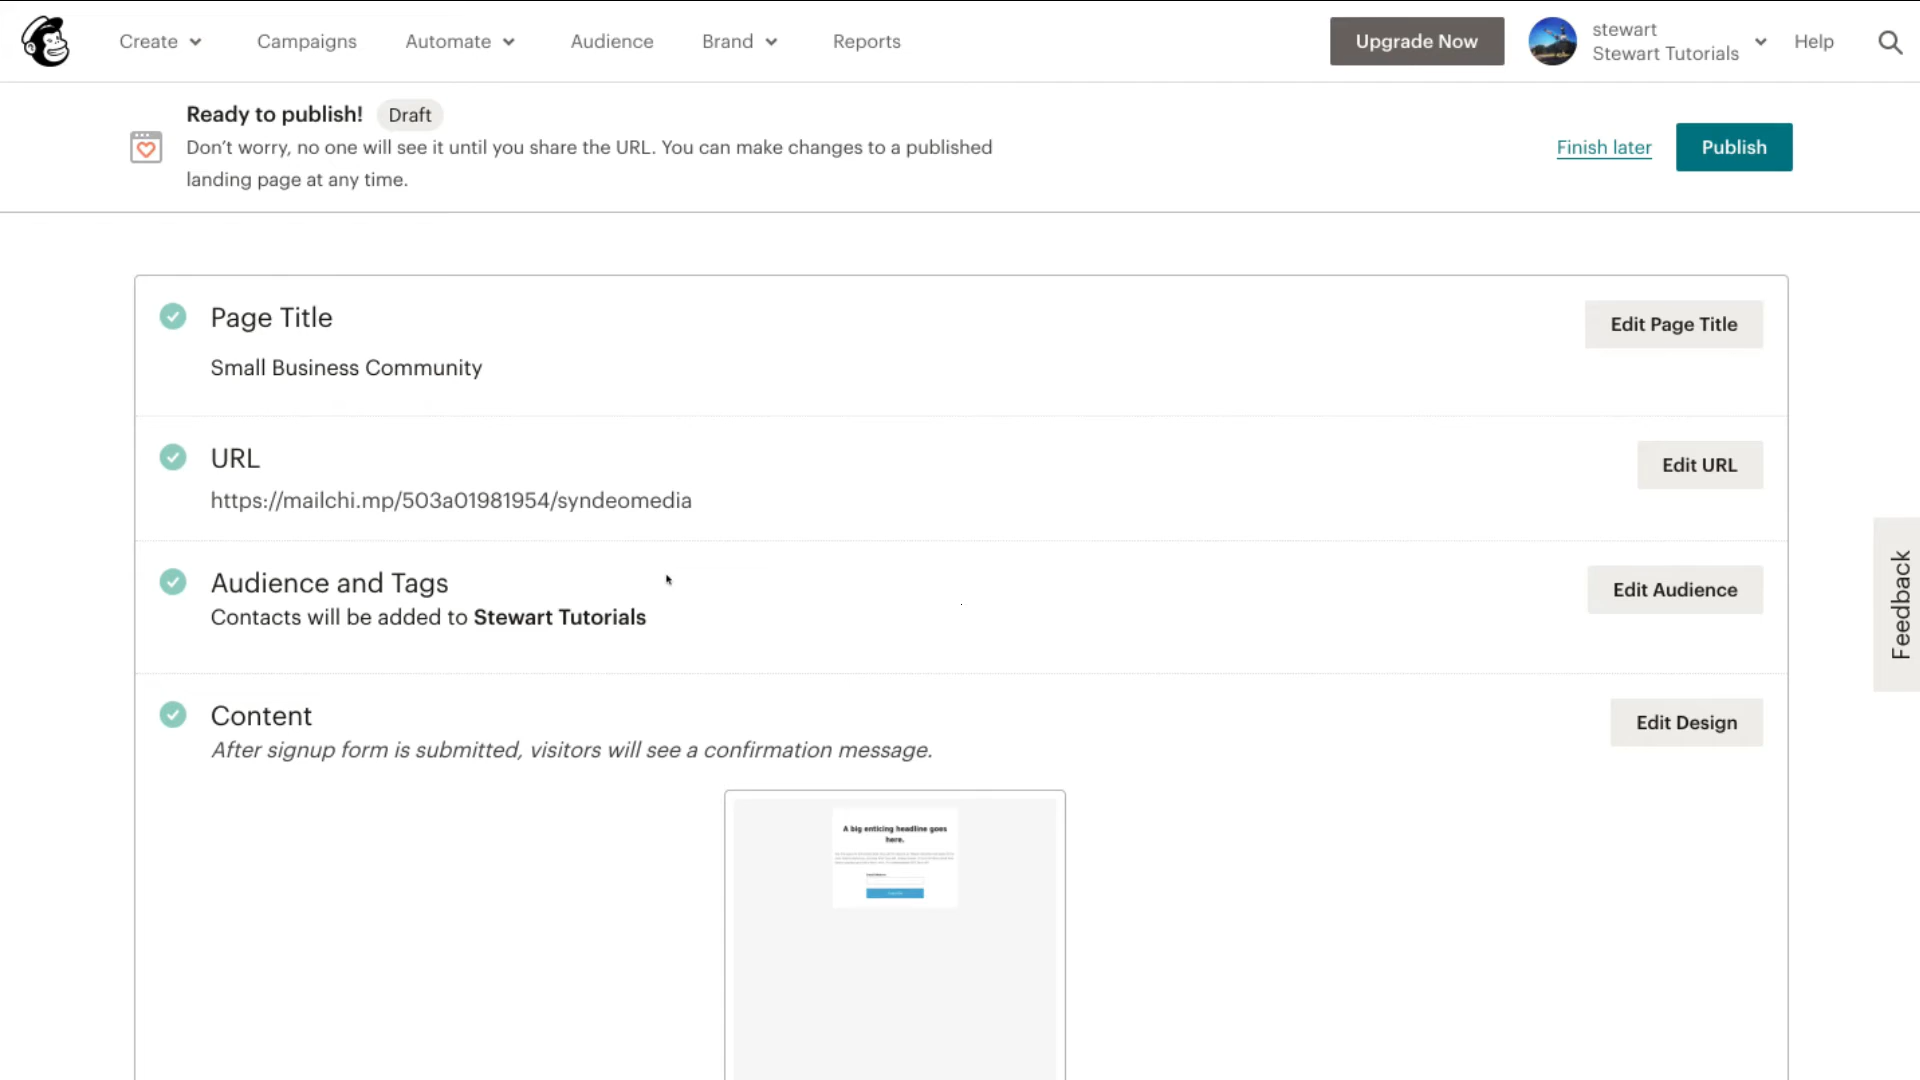 Create
Campaigns
Automate
Audience
Brand
Reports
Upgrade Now
stewart
Stewart Tutorials
Help
Ready to publish!
Draft
Don't worry, no one will see it until you share the URL. You can make changes to a published
landing page at any time.
Finish later
Publish
Page Title
Edit Page Title
Small Business Community
URL
Edit URL
https://mailchi.mp/503a01981954/syndeomedia
Audience and Tags
Edit Audience
Contacts will be added to Stewart Tutorials
Feedback
Content
Edit Design
After signup form is submitted, visitors will see a confirmation message.
A big enticing headline goes
here.